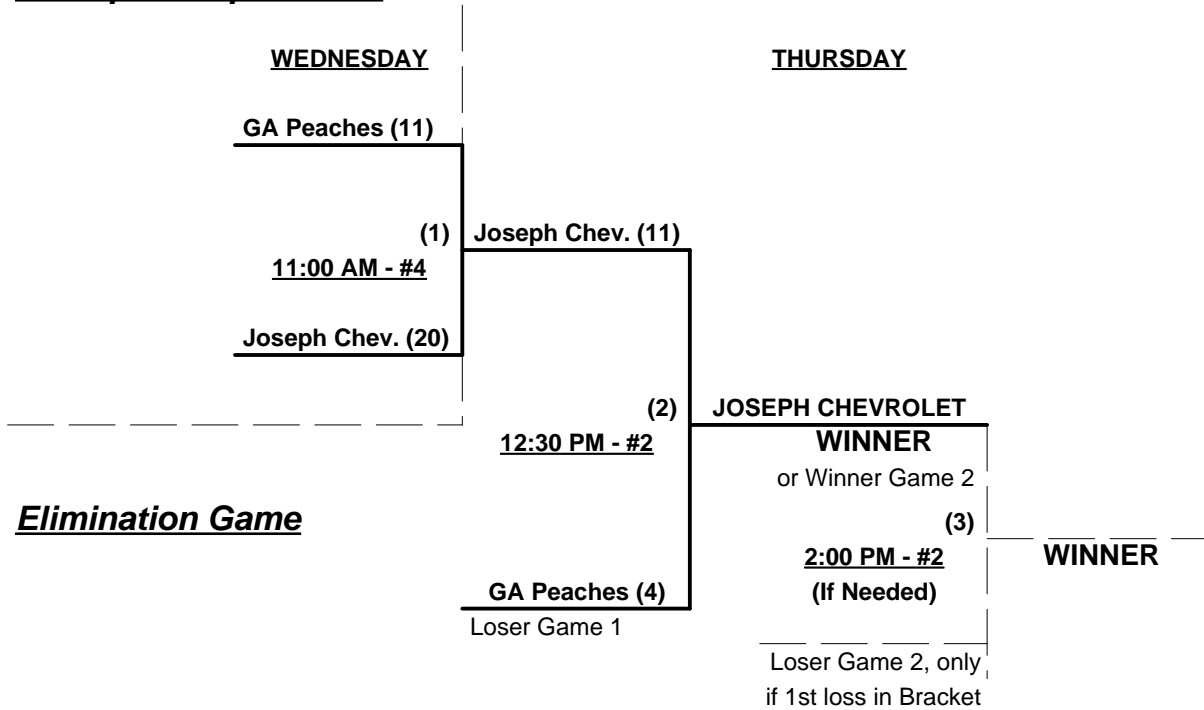 WEDNESDAY
THURSDAY
GA Peaches (11)
(1)
Joseph Chev. (11)
11:00 AM - #4
Joseph Chev. (20)
(2)
JOSEPH CHEVROLET
12:30 PM - #2
WINNER
or Winner Game 2
Elimination Game
(3)
2:00 PM - #2
WINNER
(If Needed)
GA Peaches (4)
Loser Game 1
Loser Game 2, only
if 1st loss in Bracket